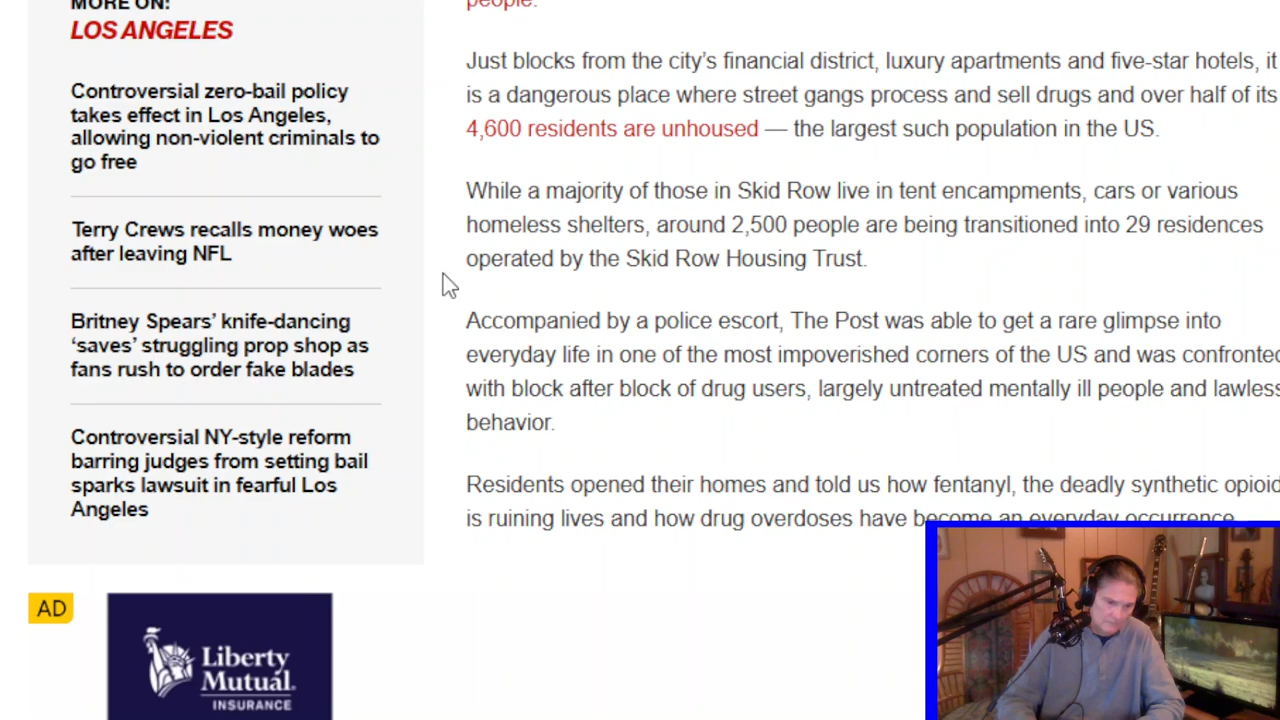 MORE ON:
LOS ANGELES
Controversial zero-bail policy
takes effect in Los Angeles,
allowing non-violent criminals to
go free
Terry Crews recalls money woes
after leaving NFL
Britney Spears’ knife-dancing
‘saves’ struggling prop shop as
fans rush to order fake blades
Controversial NY-style reform
barring judges from setting bail
sparks lawsuit in fearful Los
Angeles
AD
Liberty
Mutual.
INSURANCE
people.
Just blocks from the city’s financial district, luxury apartments and five-star hotels, it
is a dangerous place where street gangs process and sell drugs and over half of its
4,600 residents are unhoused — the largest such population in the US.
While a majority of those in Skid Row live in tent encampments, cars or various
homeless shelters, around 2,500 people are being transitioned into 29 residences
operated by the Skid Row Housing Trust.
Accompanied by a police escort, The Post was able to get a rare glimpse into
everyday life in one of the most impoverished corners of the US and was confronted
with block after block of drug users, largely untreated mentally ill people and lawless
behavior.
Residents opened their homes and told us how fentanyl, the deadly synthetic opioid
is ruining lives and how drug overdoses have become an everyday occurrence.